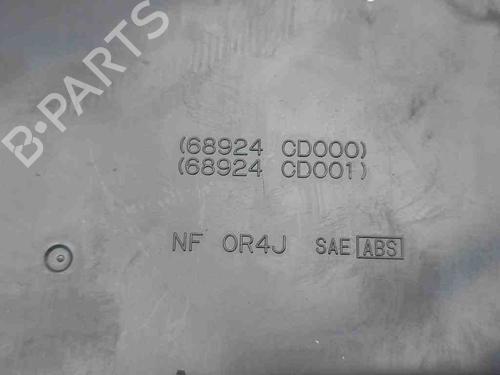 B-PARTS
(68924 CD000)
(68924 CD001)
NF 0R4J SAE ABS